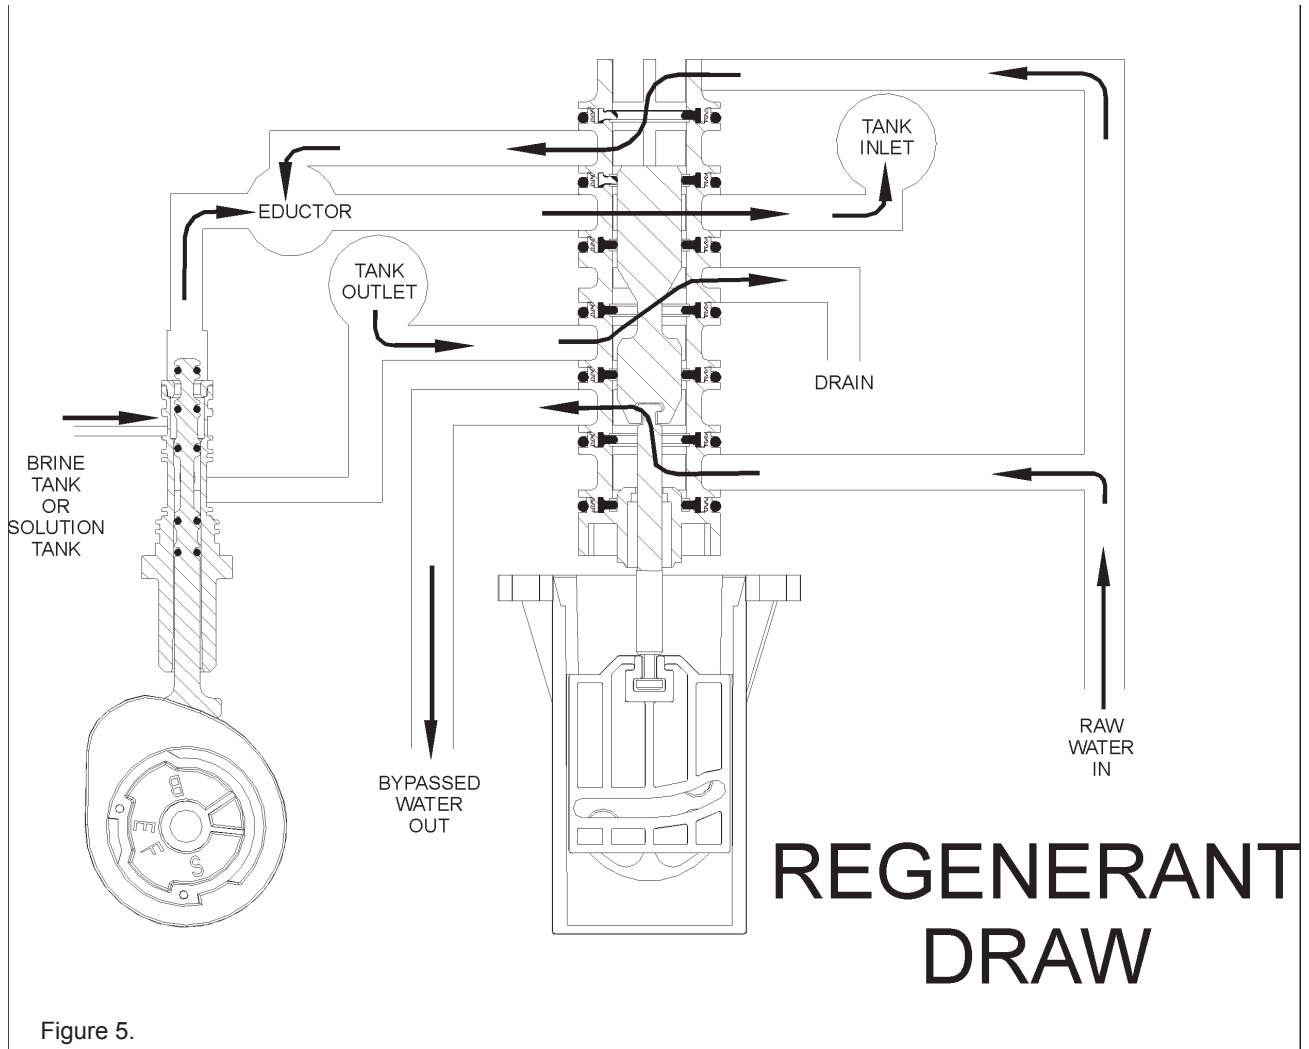 TANK
INLET
EDUCTOR
TANK
OUTLET
DRAIN
BRINE
TANK
OR
SOLUTION
TANK
RAW
WATER
IN
BYPASSED
WATER
OUT
B
E
F
S
REGENERANT
DRAW
Figure 5.